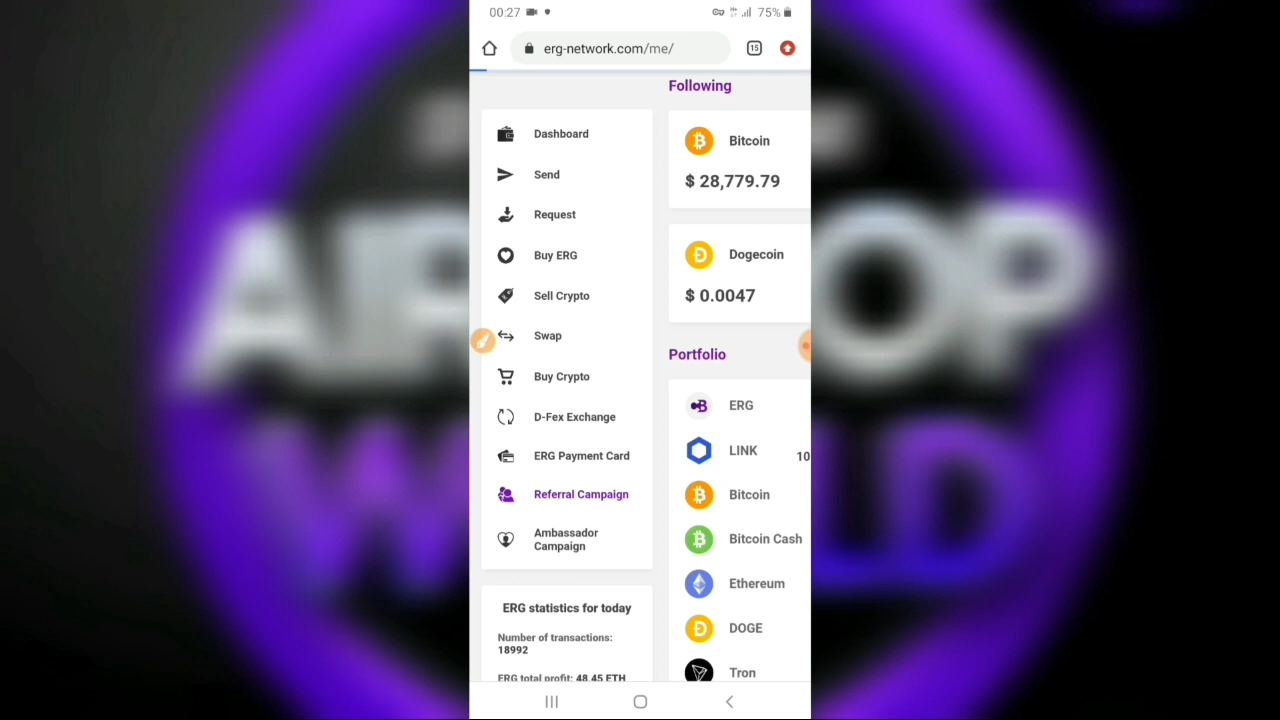 00:27
75%
erg-network.com/me/
15
Following
Dashboard
Send
Request
Buy ERG
Sell Crypto
Swap
Buy Crypto
D-Fex Exchange
ERG Payment Card
Referral Campaign
Ambassador
Campaign
ERG statistics for today
Number of transactions:
18992
ERG total profit: 48.45 ETH
Bitcoin
$ 28,779.79
Dogecoin
$ 0.0047
Portfolio
ERG
LINK
10
Bitcoin
Bitcoin Cash
Ethereum
DOGE
Tron